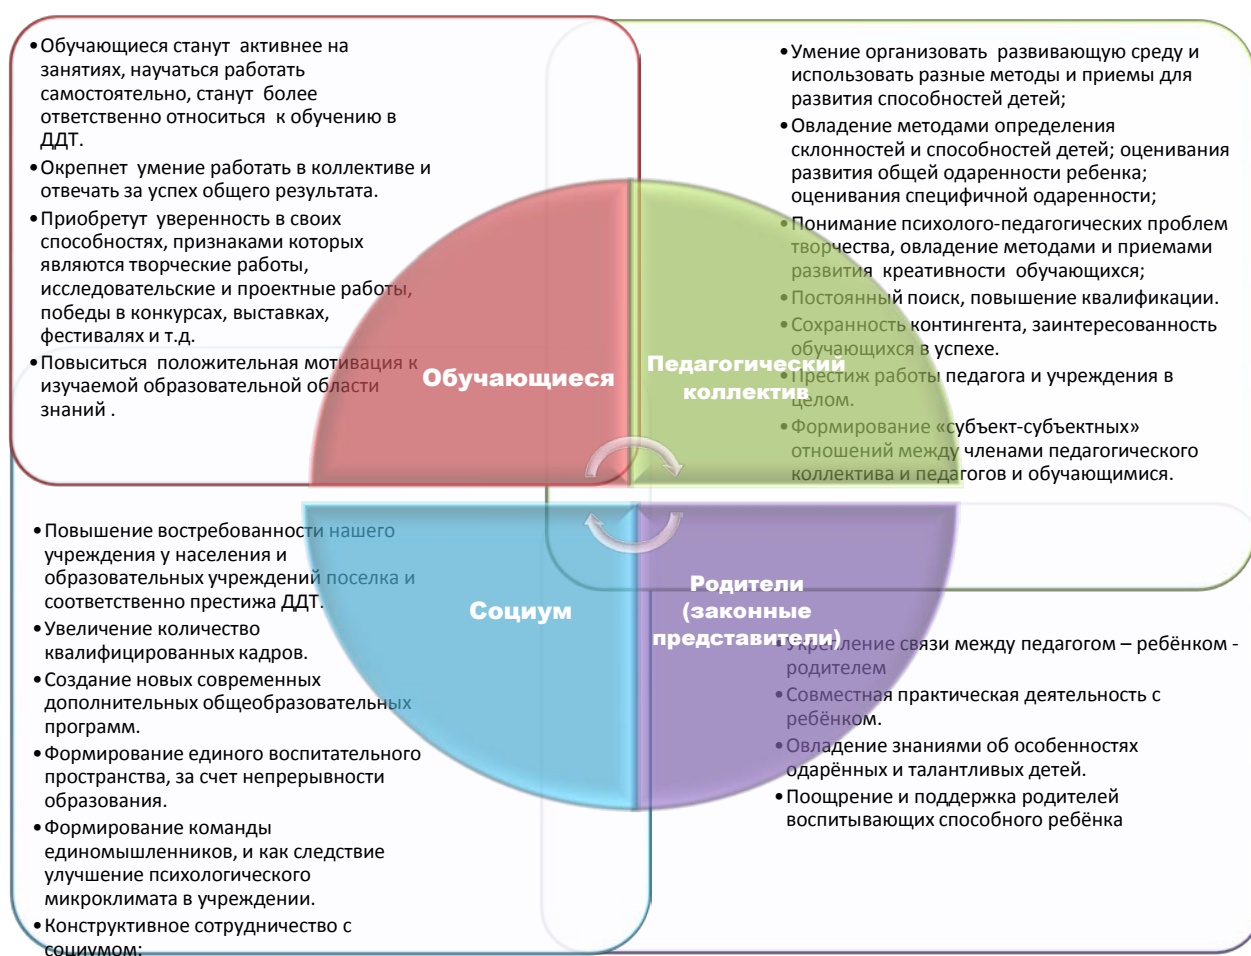 •Обучающиеся станут  активнее на
занятиях, научаться работать
самостоятельно, станут  более
ответственно относиться  к обучению в
ДДТ.
•Окрепнет  умение работать в коллективе и
отвечать за успех общего результата.
•Приобретут  уверенность в своих
способностях, признаками которых
являются творческие работы,
исследовательские и проектные работы,
победы в конкурсах, выставках,
фестивалях и т.д.
•Повыситься  положительная мотивация к
изучаемой образовательной области
знаний .
•Умение организовать  развивающую среду и
использовать разные методы и приемы для
развития способностей детей;
•Овладение методами определения
склонностей и способностей детей; оценивания
развития общей одаренности ребенка;
оценивания специфичной одаренности;
•Понимание психолого-педагогических проблем
творчества, овладение методами и приемами
развития  креативности  обучающихся;
•Постоянный поиск, повышение квалификации.
•Сохранность контингента, заинтересованность
обучающихся в успехе.
•Престиж работы педагога и учреждения в
целом.
•Формирование «субъект-субъектных»
отношений между членами педагогического
коллектива и педагогов и обучающимися.
Обучающиеся
Педагогический
коллектив
Социум
Родители
(законные
представители)
•Повышение востребованности нашего
учреждения у населения и
образовательных учреждений поселка и
соответственно престижа ДДТ.
•Увеличение количество
квалифицированных кадров.
•Создание новых современных
дополнительных общеобразовательных
программ.
•Формирование единого воспитательного
пространства, за счет непрерывности
образования.
•Формирование команды
единомышленников, и как следствие
улучшение психологического
микроклимата в учреждении.
•Конструктивное сотрудничество с
социумом;
•Укрепление связи между педагогом – ребёнком -
родителем
•Совместная практическая деятельность с
ребёнком.
•Овладение знаниями об особенностях
одарённых и талантливых детей.
•Поощрение и поддержка родителей
воспитывающих способного ребёнка